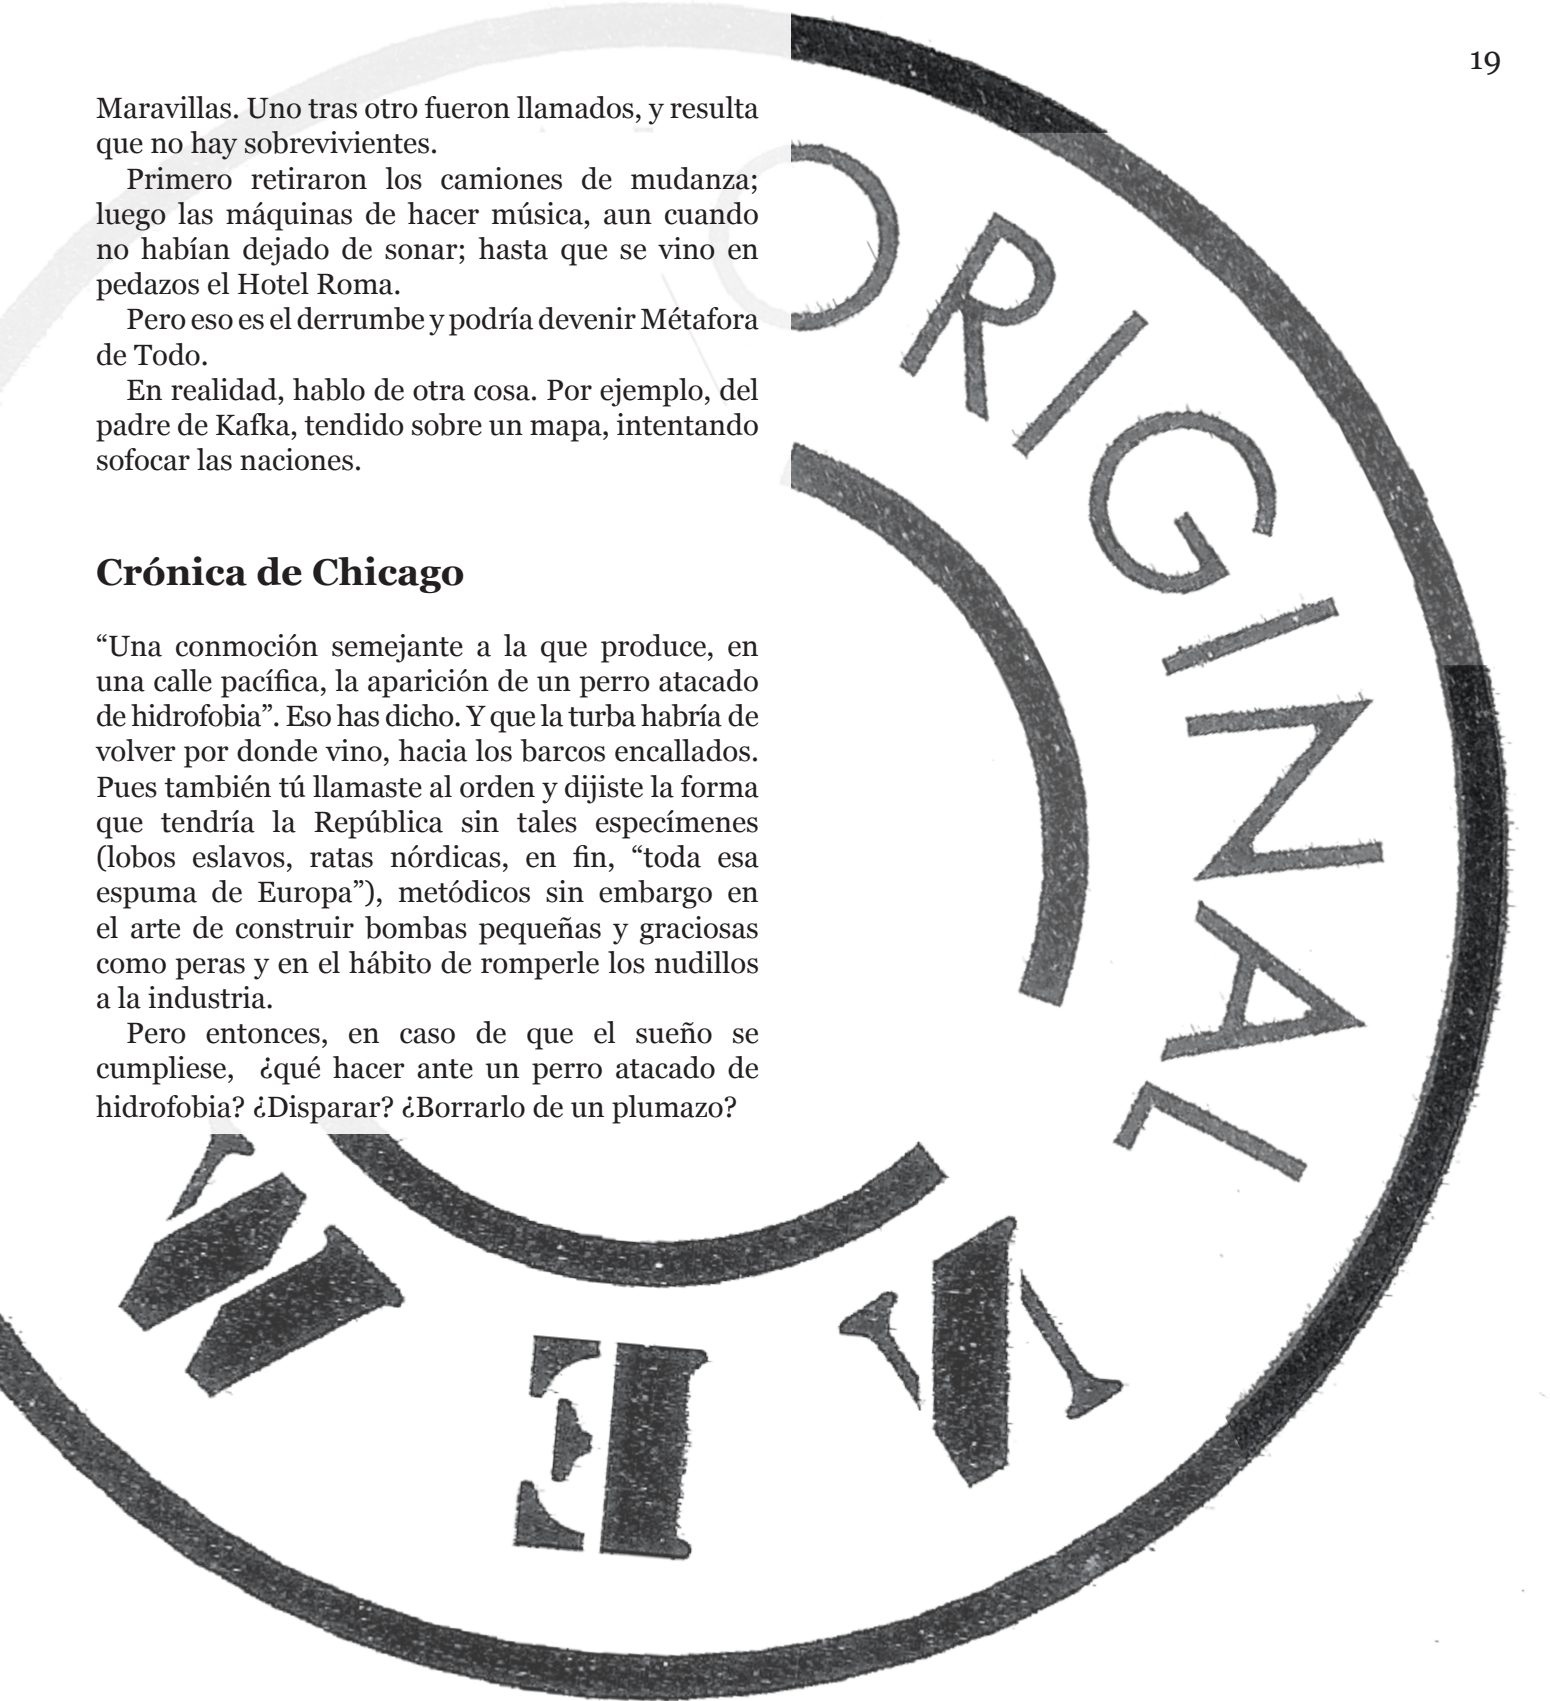 19
Maravillas. Uno tras otro fueron llamados, y resulta
que no hay sobrevivientes.
Primero retiraron los camiones de mudanza;
luego las máquinas de hacer música, aun cuando
no habían dejado de sonar; hasta que se vino en
pedazos el Hotel Roma.
Pero eso es el derrumbe y podría devenir Métafora
de Todo.
En realidad, hablo de otra cosa. Por ejemplo, del
padre de Kafka, tendido sobre un mapa, intentando
sofocar las naciones.
Crónica de Chicago
“Una conmoción semejante a la que produce, en
una calle pacífica, la aparición de un perro atacado
de hidrofobia”. Eso has dicho. Y que la turba habría de
volver por donde vino, hacia los barcos encallados.
Pues también tú llamaste al orden y dijiste la forma
que tendría la República sin tales especímenes
(lobos eslavos, ratas nórdicas, en fin, “toda esa
espuma de Europa”), metódicos sin embargo en
el arte de construir bombas pequeñas y graciosas
como peras y en el hábito de romperle los nudillos
a la industria.
Pero entonces, en caso de que el sueño se
cumpliese, ¿qué hacer ante un perro atacado de
hidrofobia? ¿Disparar? ¿Borrarlo de un plumazo?
ORIGINAL